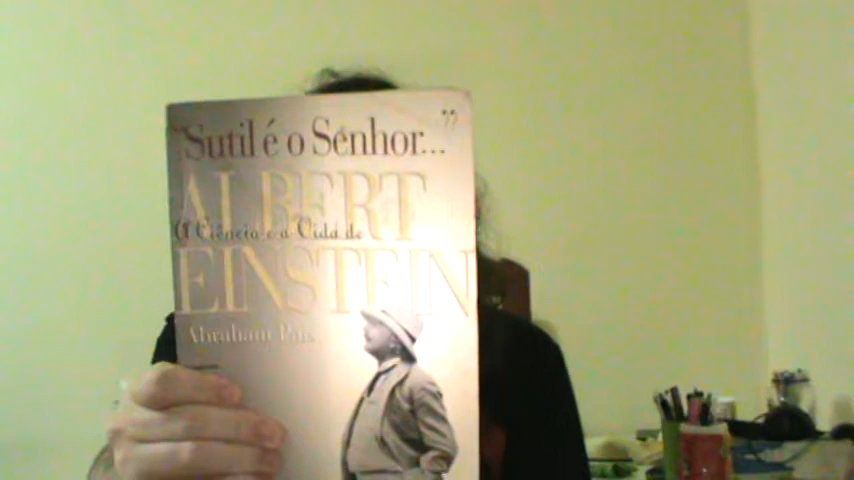 "Sutil é o Senhor..."
ALBERT
A Ciência e a Vida de
EINSTEIN
Abraham Pais